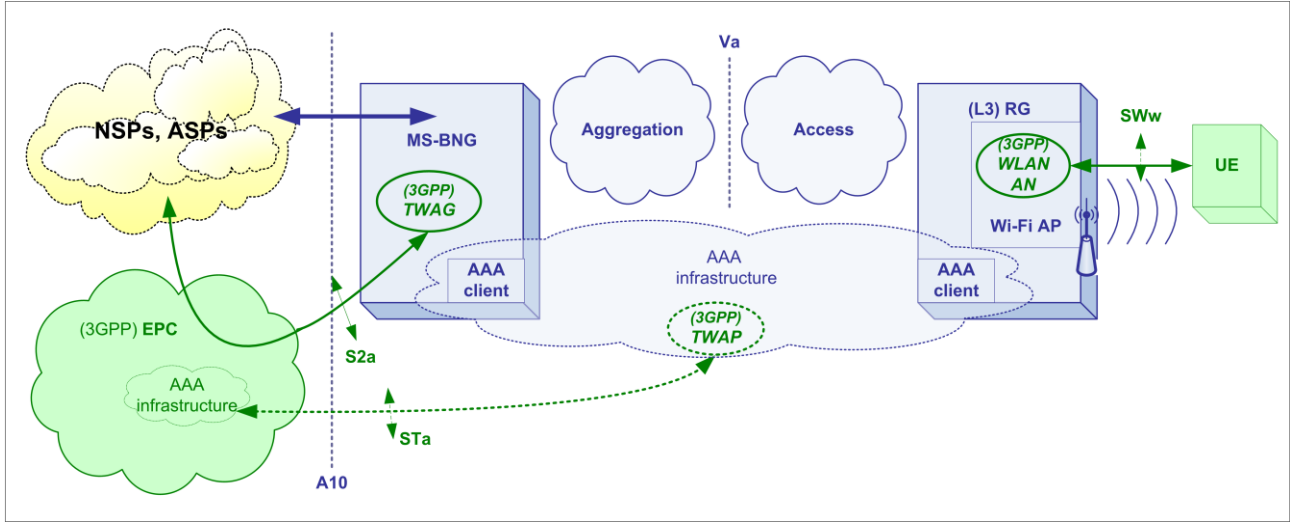 Va
NSPs, ASPs
MS-BNG
(3GPP)
TWAG
AAA
client
Aggregation
Access
(L3) RG
(3GPP)
WLAN
AN
Wi-Fi AP
AAA
client
SWw
UE
AAA
infrastructure
(3GPP)
TWAP
(3GPP) EPC
AAA
infrastructure
S2a
STa
A10